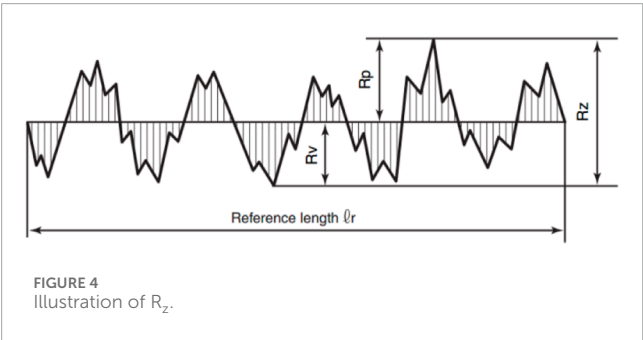 Rp
Rz
Rv
Reference length ℓr
FIGURE 4
Illustration of Rz.